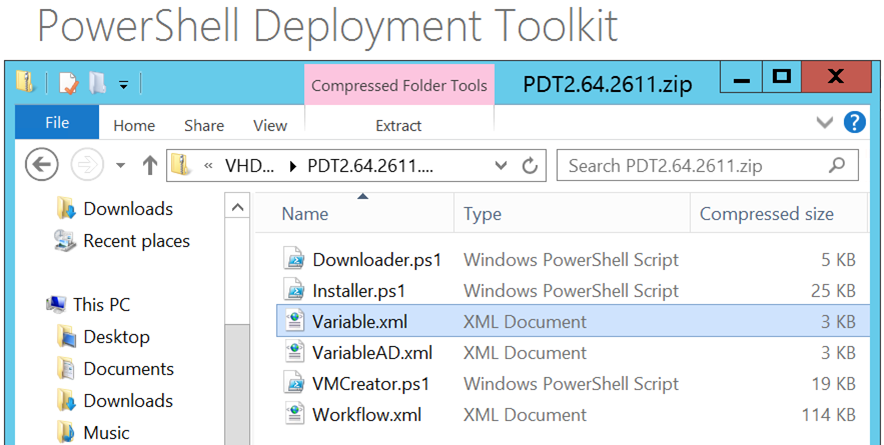 PowerShell Deployment Toolkit
Compressed Folder Tools
PDT2.64.2611.zip
File
Home
Share
View
Extract
« VHD... PDT2.64.2611....
Search PDT2.64.2611.zip
Downloads
Recent places
This PC
Desktop
Documents
Downloads
Music
Name Type Compressed size
Downloader.ps1 Windows PowerShell Script 5 KB
Installer.ps1 Windows PowerShell Script 25 KB
Variable.xml XML Document 3 KB
VariableAD.xml XML Document 3 KB
VMCreator.ps1 Windows PowerShell Script 19 KB
Workflow.xml XML Document 114 KB